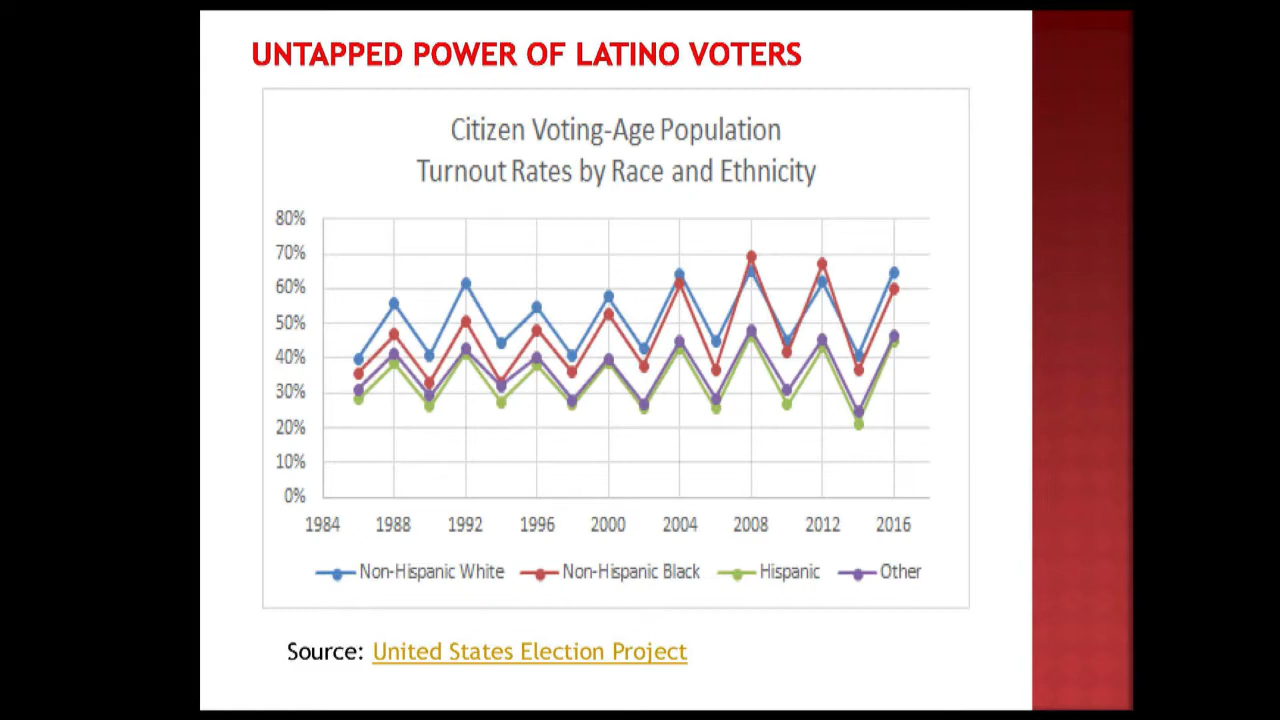 UNTAPPED POWER OF LATINO VOTERS
Citizen Voting-Age Population
Turnout Rates by Race and Ethnicity
80%
70%
60%
50%
40%
30%
20%
10%
0%
1984 1988 1992 1996 2000 2004 2008 2012 2016
Non-Hispanic White Non-Hispanic Black Hispanic Other
Source: United States Election Project